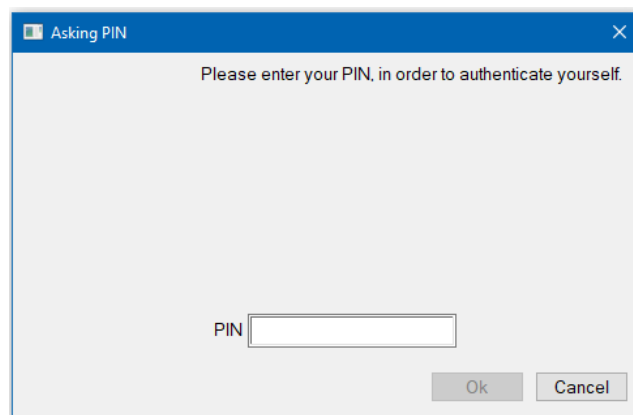 Asking PIN
Please enter your PIN, in order to authenticate yourself.
PIN
Ok Cancel